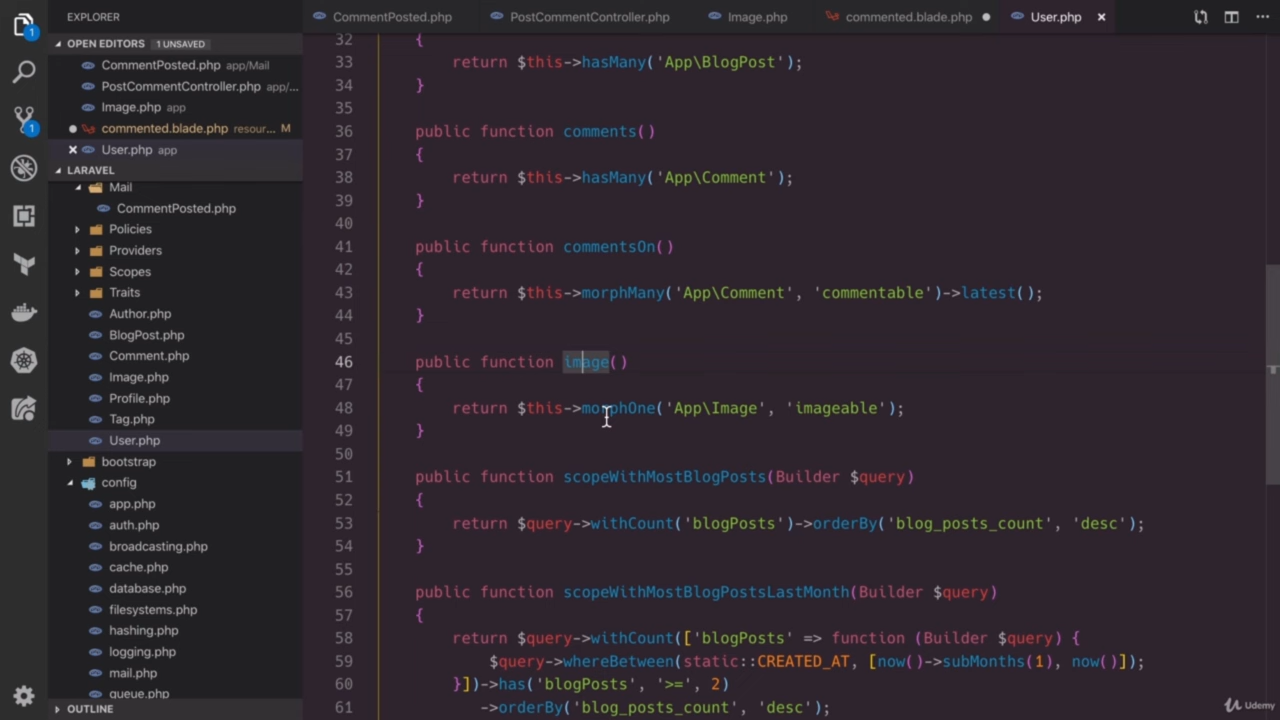 EXPLORER
CommentPosted.php
PostCommentController.php
Image.php
commented.blade.php
User.php
OPEN EDITORS 1 UNSAVED
CommentPosted.php app/Mail
PostCommentController.php app/...
Image.php app
commented.blade.php resour... M
User.php app
LARAVEL
Mail
CommentPosted.php
Policies
Providers
Scopes
Traits
Author.php
BlogPost.php
Comment.php
Image.php
Profile.php
Tag.php
User.php
bootstrap
config
app.php
auth.php
broadcasting.php
cache.php
database.php
filesystems.php
hashing.php
logging.php
mail.php
queue.php
OUTLINE
1
1
32 {
33 return $this->hasMany('App\BlogPost');
34 }
35
36 public function comments()
37 {
38 return $this->hasMany('App\Comment');
39 }
40
41 public function commentsOn()
42 {
43 return $this->morphMany('App\Comment', 'commentable')->latest();
44 }
45
46 public function image()
47 {
48 return $this->morphOne('App\Image', 'imageable');
49 }
50
51 public function scopeWithMostBlogPosts(Builder $query)
52 {
53 return $query->withCount('blogPosts')->orderBy('blog_posts_count', 'desc');
54 }
55
56 public function scopeWithMostBlogPostsLastMonth(Builder $query)
57 {
58 return $query->withCount(['blogPosts' => function (Builder $query) {
59 $query->whereBetween(static::CREATED_AT, [now()->subMonths(1), now()]);
60 }])->has('blogPosts', '>=', 2)
61 ->orderBy('blog_posts_count', 'desc');
Udemy